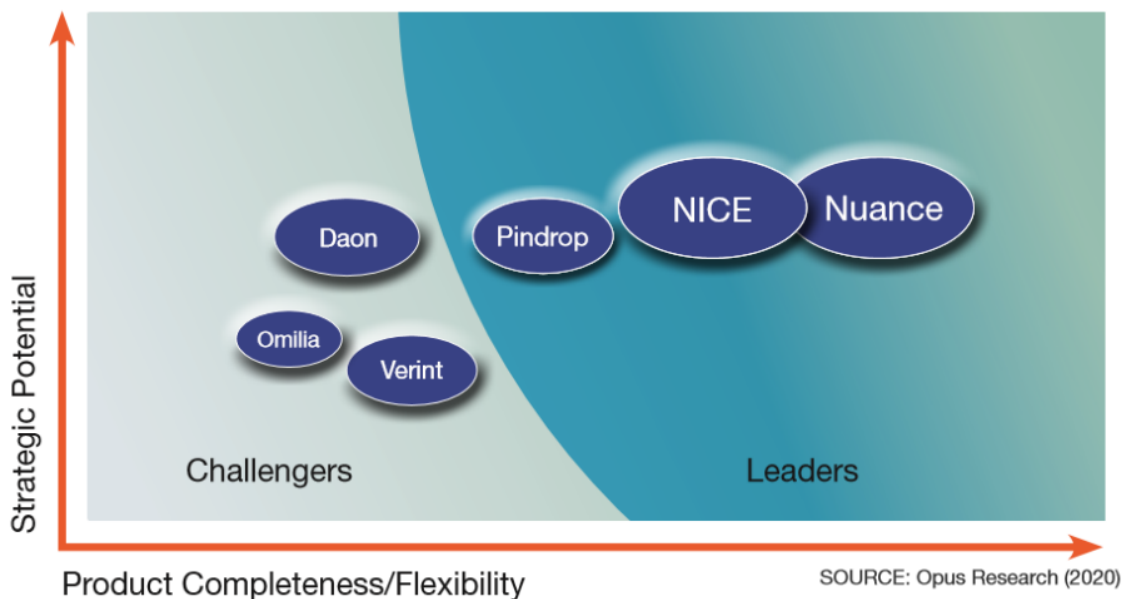 Strategic Potential
NICE
Nuance
Daon
Pindrop
Omilia
Verint
Challengers
Leaders
Product Completeness/Flexibility
SOURCE: Opus Research (2020)